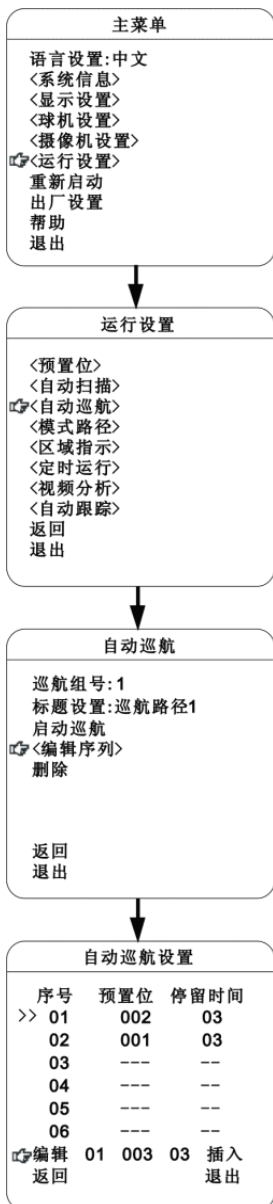 主菜单
语言设置:中文
<系统信息>
<显示设置>
<球机设置>
<摄像机设置>
<运行设置>
重新启动
出厂设置
帮助
退出
运行设置
<预置位>
<自动扫描>
<自动巡航>
<模式路径>
<区域指示>
<定时运行>
<视频分析>
<自动跟踪>
返回
退出
自动巡航
巡航组号:1
标题设置:巡航路径1
启动巡航
<编辑序列>
删除
返回
退出
自动巡航设置
序号 预置位 停留时间
>> 01 002 03
02 001 03
03 --- --
04 --- --
05 --- --
06 --- --
编辑 01 003 03 插入
返回 退出